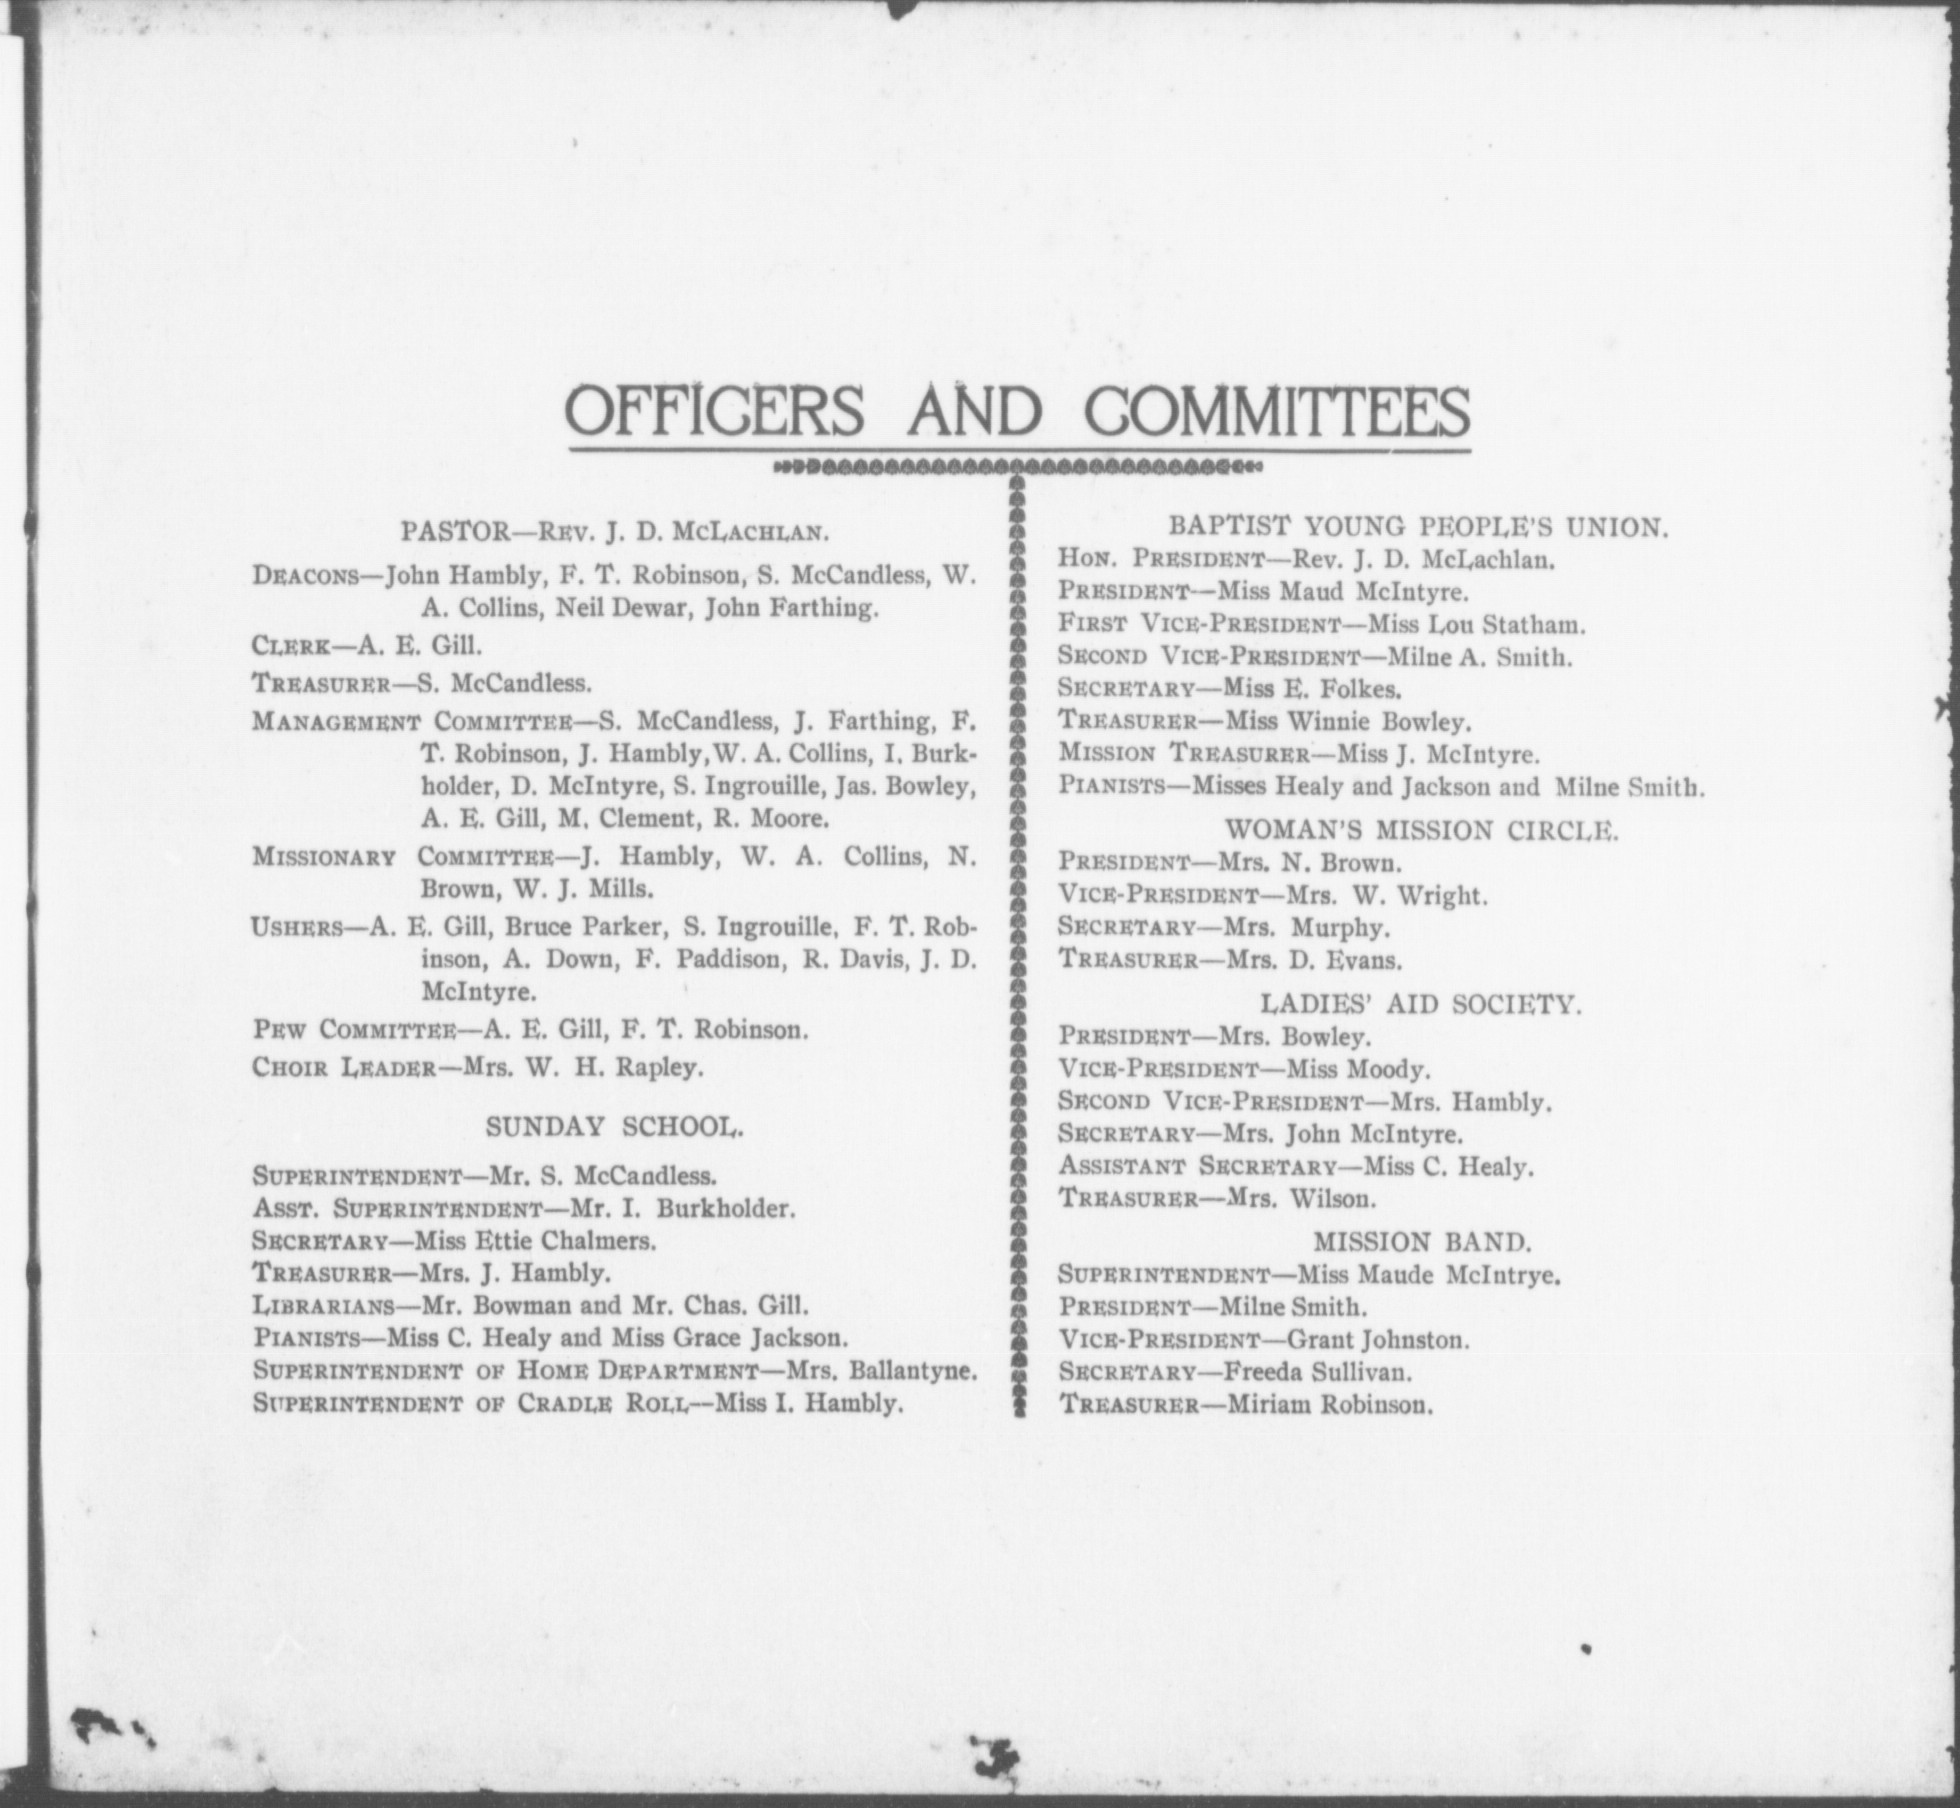 OFFICERS AND COMMITTEES
PASTOR—REV. J. D. MCLACHLAN.
DEACONS—John Hambly, F. T. Robinson, S. McCandless, W.
A. Collins, Neil Dewar, John Farthing.
CLERK—A. E. Gill.
TREASURER—S. McCandless.
MANAGEMENT COMMITTEE—S. McCandless, J. Farthing, F.
T. Robinson, J. Hambly, W. A. Collins, I. Burk-
holder, D. McIntyre, S. Ingrouille, Jas. Bowley,
A. E. Gill, M. Clement, R. Moore.
MISSIONARY COMMITTEE—J. Hambly, W. A. Collins, N.
Brown, W. J. Mills.
USHERS—A. E. Gill, Bruce Parker, S. Ingrouille, F. T. Rob-
inson, A. Down, F. Paddison, R. Davis, J. D.
McIntyre.
PEW COMMITTEE—A. E. Gill, F. T. Robinson.
CHOIR LEADER—Mrs. W. H. Rapley.
SUNDAY SCHOOL.
SUPERINTENDENT—Mr. S. McCandless.
ASST. SUPERINTENDENT—Mr. I. Burkholder.
SECRETARY—Miss Ettie Chalmers.
TREASURER—Mrs. J. Hambly.
LIBRARIANS—Mr. Bowman and Mr. Chas. Gill.
PIANISTS—Miss C. Healy and Miss Grace Jackson.
SUPERINTENDENT OF HOME DEPARTMENT—Mrs. Ballantyne.
SUPERINTENDENT OF CRADLE ROLL—Miss I. Hambly.
BAPTIST YOUNG PEOPLE'S UNION.
HON. PRESIDENT—Rev. J. D. McLachlan.
PRESIDENT—Miss Maud McIntyre.
FIRST VICE-PRESIDENT—Miss Lou Statham.
SECOND VICE-PRESIDENT—Milne A. Smith.
SECRETARY—Miss E. Folkes.
TREASURER—Miss Winnie Bowley.
MISSION TREASURER—Miss J. McIntyre.
PIANISTS—Misses Healy and Jackson and Milne Smith.
WOMAN'S MISSION CIRCLE.
PRESIDENT—Mrs. N. Brown.
VICE-PRESIDENT—Mrs. W. Wright.
SECRETARY—Mrs. Murphy.
TREASURER—Mrs. D. Evans.
LADIES' AID SOCIETY.
PRESIDENT—Mrs. Bowley.
VICE-PRESIDENT—Miss Moody.
SECOND VICE-PRESIDENT—Mrs. Hambly.
SECRETARY—Mrs. John McIntyre.
ASSISTANT SECRETARY—Miss C. Healy.
TREASURER—Mrs. Wilson.
MISSION BAND.
SUPERINTENDENT—Miss Maude McIntrye.
PRESIDENT—Milne Smith.
VICE-PRESIDENT—Grant Johnston.
SECRETARY—Freeda Sullivan.
TREASURER—Miriam Robinson.